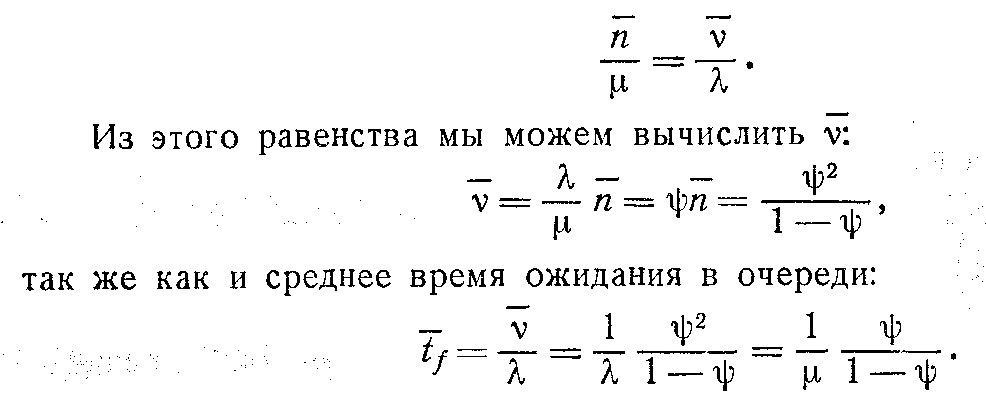 n̄/μ = ν̄/λ.
Из этого равенства мы можем вычислить ν̄:
ν̄ = λ/μ n̄ = ψn̄ = ψ²/(1 — ψ),
так же как и среднее время ожидания в очереди:
t̄_f = ν̄/λ = 1/λ ψ²/(1 — ψ) = 1/μ ψ/(1 — ψ).